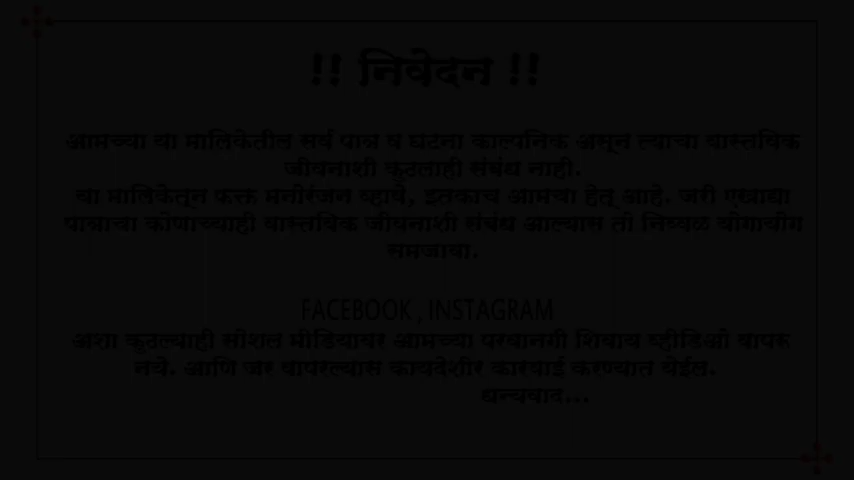 !! निवेदन !!
आमच्या या मालिकेतील सर्व पात्र व घटना काल्पनिक असून त्याचा वास्तविक
जीवनाशी कुठलाही संबंध नाही.
या मालिकेतून फक्त मनोरंजन व्हावे, इतकाच आमचा हेतू आहे. जरी एखाद्या
पात्राचा कोणाच्याही वास्तविक जीवनाशी संबंध आल्यास तो निव्वळ योगायोग
समजावा.
FACEBOOK , INSTAGRAM
अशा कुठल्याही सोशल मीडियावर आमच्या परवानगी शिवाय व्हीडिओ वापरू
नये. आणि जर वापरल्यास कायदेशीर कारवाई करण्यात येईल.
धन्यवाद...